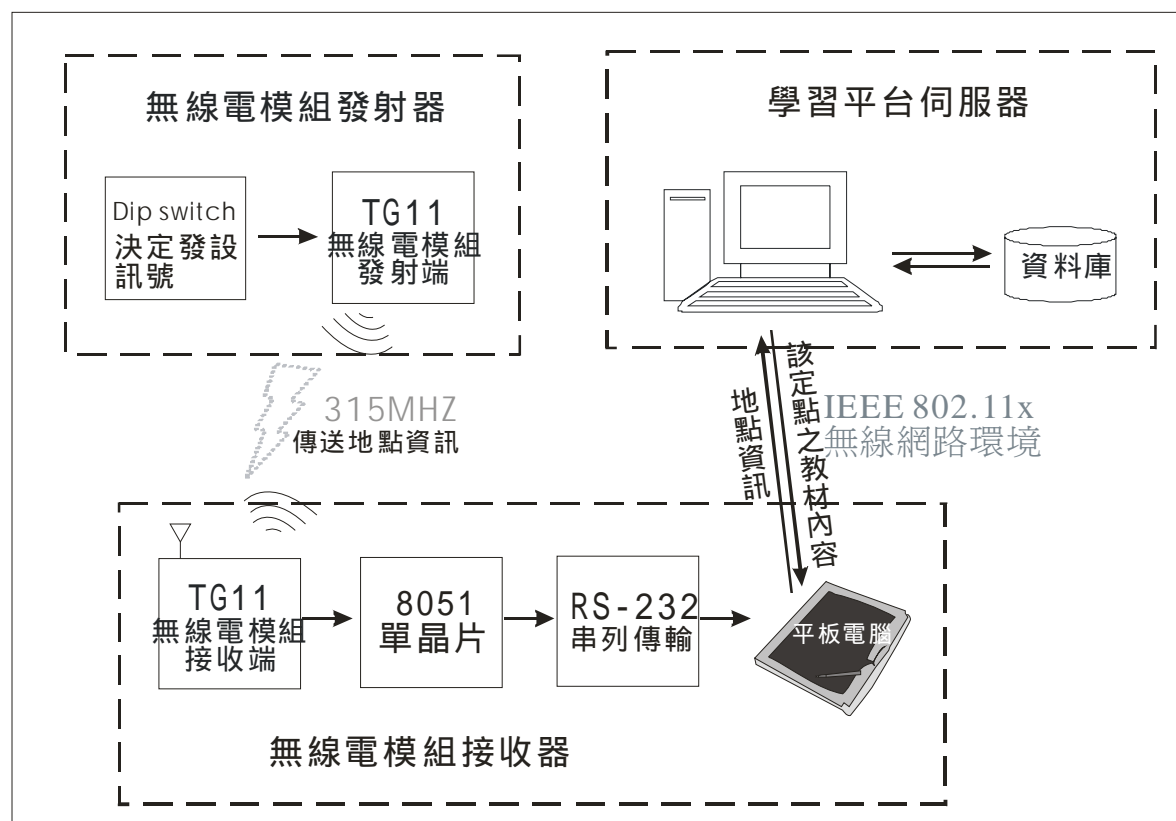 無線電模組發射器
Dip switch
決定發設
訊號
TG11
無線電模組
發射端
學習平台伺服器
資料庫
315MHZ
傳送地點資訊
地點資訊
該定點之教材內容
IEEE 802.11x
無線網路環境
TG11
無線電模組
接收端
8051
單晶片
RS-232
串列傳輸
平板電腦
無線電模組接收器